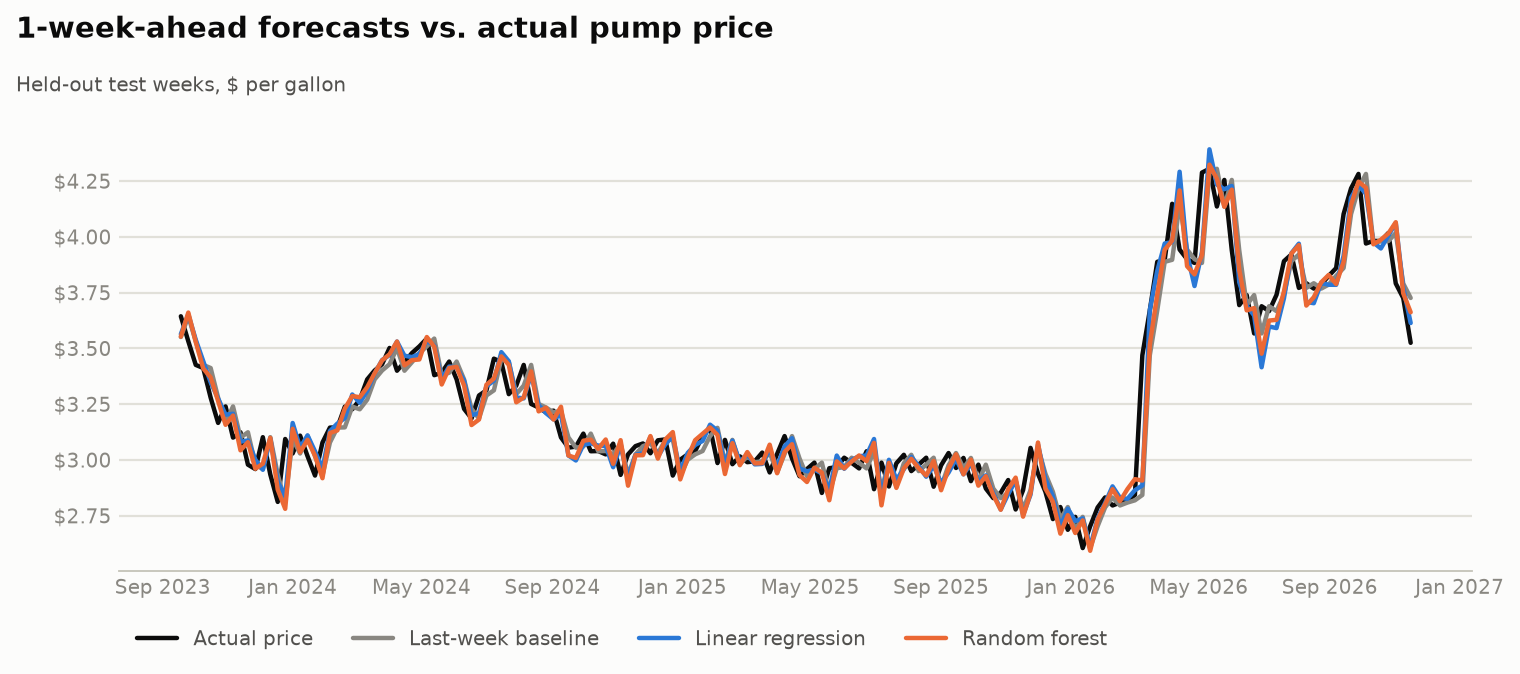 1-week-ahead forecasts vs. actual pump price
Held-out test weeks, $ per gallon
$4.25
$4.00
$3.75
$3.50
$3.25
$3.00
$2.75
Sep 2023 Jan 2024 May 2024 Sep 2024 Jan 2025 May 2025 Sep 2025 Jan 2026 May 2026 Sep 2026 Jan 2027
Actual price Last-week baseline Linear regression Random forest